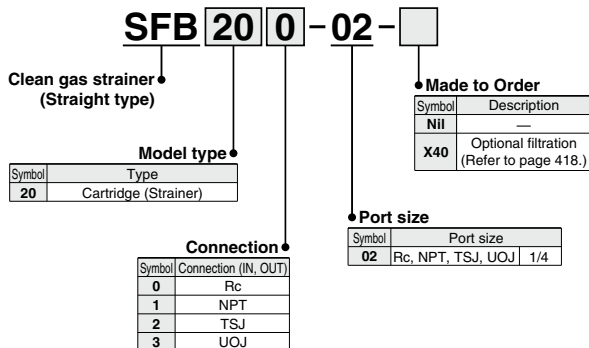 SFB 20 0 - 02 -
Clean gas strainer
(Straight type)
Made to Order
Symbol Description
Nil —
X40 Optional filtration
(Refer to page 418.)
Model type
Symbol Type
20 Cartridge (Strainer)
Port size
Symbol Port size
02 Rc, NPT, TSJ, UOJ 1/4
Connection
Symbol Connection (IN, OUT)
0 Rc
1 NPT
2 TSJ
3 UOJ